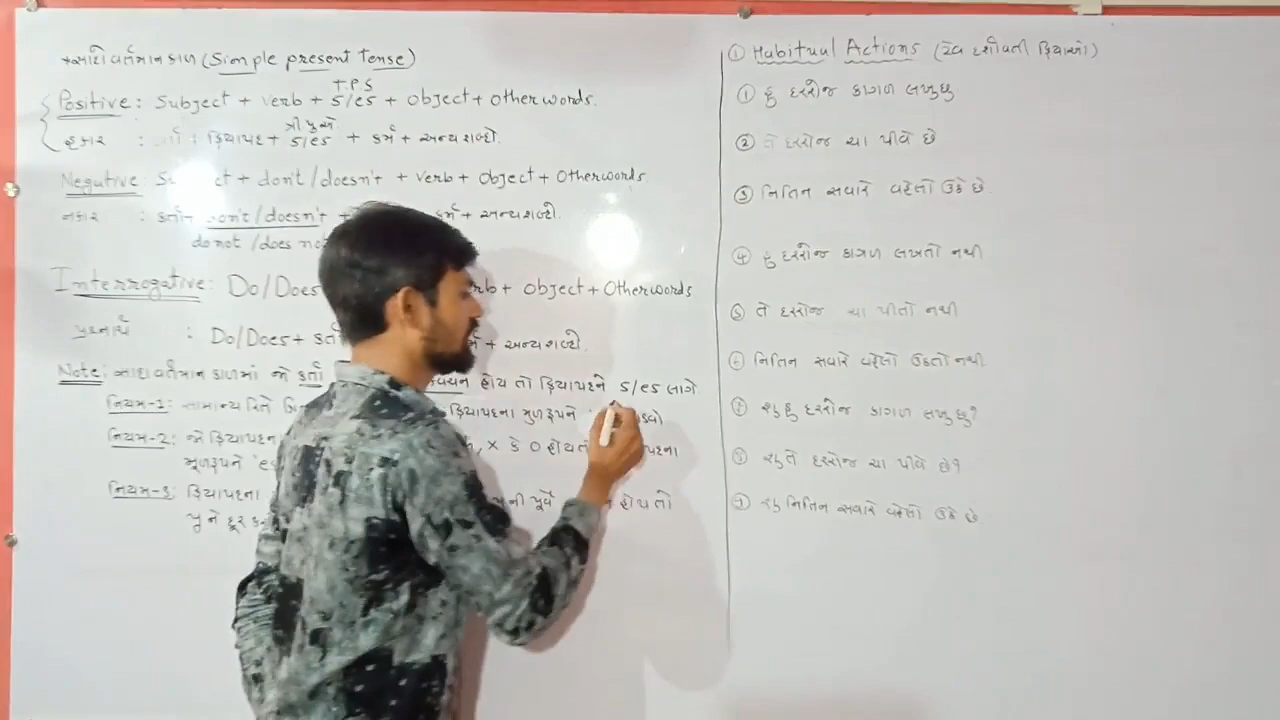 * સાદો વર્તમાન કાળ (Simple present Tense)
T.P.S
Positive : Subject + verb + s/es + object + Other words.
ત્રી પુ એ
હકાર : + ક્રિયાપદ + s/es + કર્મ + અન્ય શબ્દો.
Negative + don't/doesn't + verb + object + Otherwords
નકાર : કર્તા + don't/doesn't + અન્ય શબ્દો.
do not /does not
Interrogative : Do/Does + object + Otherwords
પ્રશ્નાર્થ : Do/Does + કર્તા + અન્ય શબ્દો.
Note : સાદા વર્તમાન કાળમાં જો કર્તા હોય તો ક્રિયાપદને s/es લાગે
નિયમ-1: સામાન્ય રીતે ક્રિયાપદના મુળરૂપને
નિયમ-2: જો ક્રિયાપદના , x કે o હોય તો
મુળરૂપને 'es
નિયમ-3: ક્રિયાપદના ની પૂર્વે હોય તો
y ને દૂર
① Habitual Actions (ટેવ દર્શાવતી ક્રિયાઓ)
① હુ દરરોજ કાગળ લખુ છુ
② તે દરરોજ ચા પીવે છે
③ નિતિન સવારે વહેલો ઉઠે છે.
④ હુ દરરોજ કાગળ લખતો નથી
⑤ તે દરરોજ ચા પીતો નથી
⑥ નિતિન સવારે વહેલો ઉઠતો નથી
⑦ શુ હુ દરરોજ કાગળ લખુ છુ?
⑧ શુ તે દરરોજ ચા પીવે છે?
⑨ શુ નિતિન સવારે વહેલો ઉઠે છે